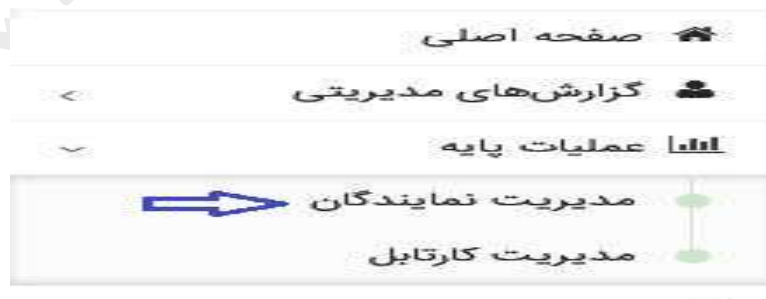 صفحه اصلی
گزارش‌های مدیریتی
عملیات پایه
مدیریت نمایندگان
مدیریت کارتابل